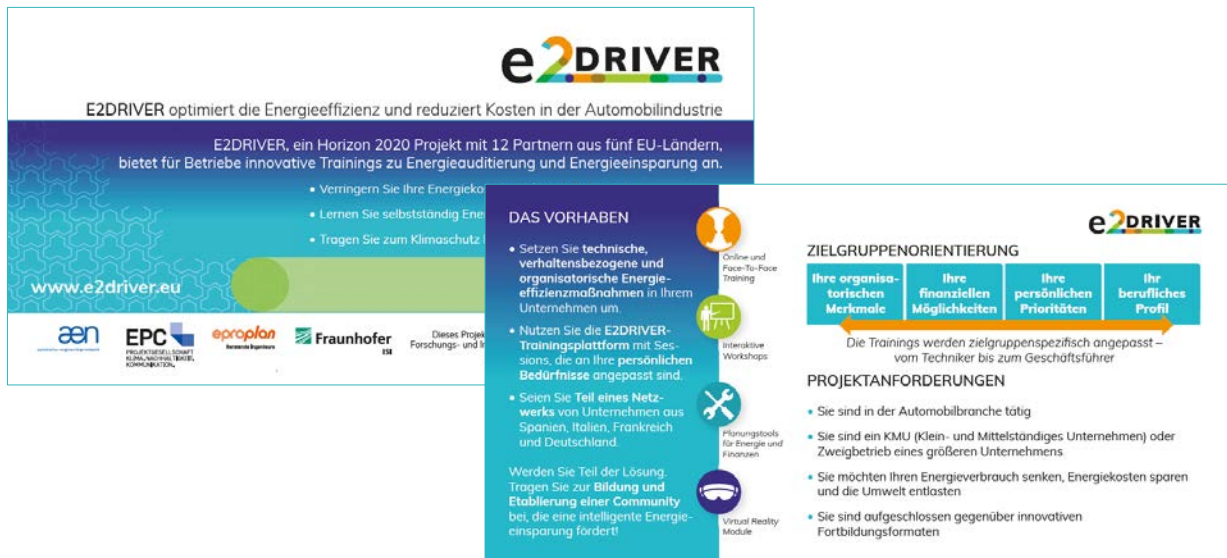 e2DRIVER
E2DRIVER optimiert die Energieeffizienz und reduziert Kosten in der Automobilindustrie
E2DRIVER, ein Horizon 2020 Projekt mit 12 Partnern aus fünf EU-Ländern,
bietet für Betriebe innovative Trainings zu Energieauditierung und Energieeinsparung an.
• Verringern Sie Ihre Energieko
• Lernen Sie selbstständig Ene
• Tragen Sie zum Klimaschutz
www.e2driver.eu
aen
automotive engineering network
EPC
PROJEKTGESELLSCHAFT
KLIMA, NACHHALTIGKEIT,
KOMMUNIKATION.
eproplan
Beratende Ingenieure
Fraunhofer
ISI
Dieses Projek
Forschungs- und In
DAS VORHABEN
• Setzen Sie technische,
verhaltensbezogene und
organisatorische Energie-
effizienzmaßnahmen in Ihrem
Unternehmen um.
• Nutzen Sie die E2DRIVER-
Trainingsplattform mit Ses-
sions, die an Ihre persönlichen
Bedürfnisse angepasst sind.
• Seien Sie Teil eines Netz-
werks von Unternehmen aus
Spanien, Italien, Frankreich
und Deutschland.
Werden Sie Teil der Lösung.
Tragen Sie zur Bildung und
Etablierung einer Community
bei, die eine intelligente Energie-
einsparung fördert!
Online und
Face-To-Face
Training
Interaktive
Workshops
Planungstools
für Energie und
Finanzen
Virtual Reality
Module
e2DRIVER
ZIELGRUPPENORIENTIERUNG
Ihre organisa-
torischen
Merkmale
Ihre
finanziellen
Möglichkeiten
Ihre
persönlichen
Prioritäten
Ihr
berufliches
Profil
Die Trainings werden zielgruppenspezifisch angepasst –
vom Techniker bis zum Geschäftsführer
PROJEKTANFORDERUNGEN
• Sie sind in der Automobilbranche tätig
• Sie sind ein KMU (Klein- und Mittelständiges Unternehmen) oder
Zweigbetrieb eines größeren Unternehmens
• Sie möchten Ihren Energieverbrauch senken, Energiekosten sparen
und die Umwelt entlasten
• Sie sind aufgeschlossen gegenüber innovativen
Fortbildungsformaten